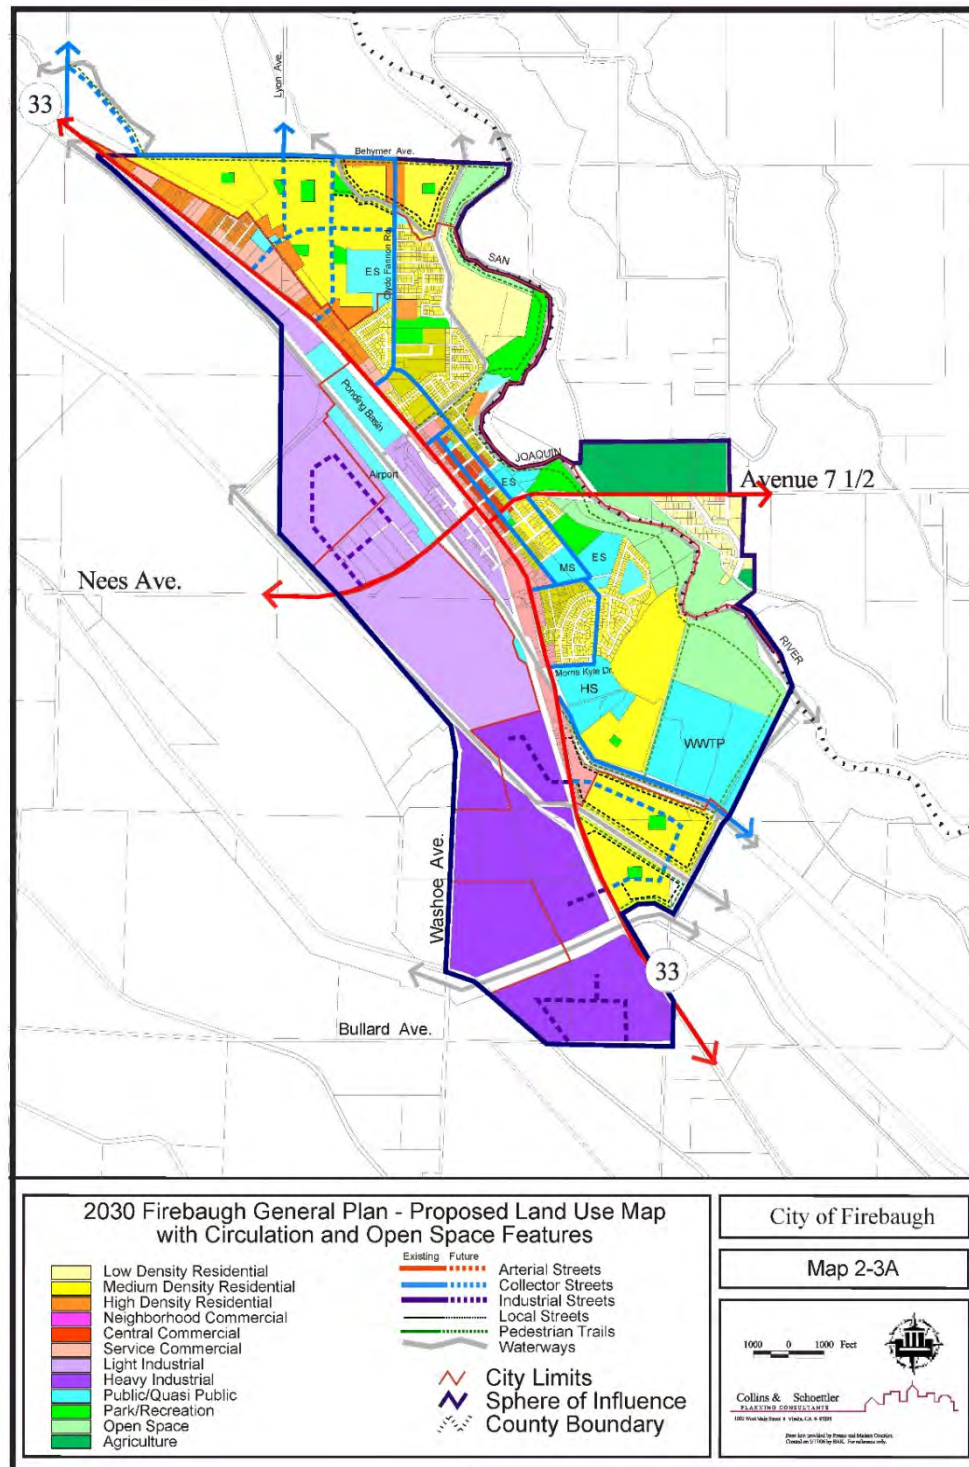 33
Lyon Ave.
Behymer Ave.
Clyde Fannon Rd.
ES
SAN
Ponding Basin
Airport
JOAQUIN
ES
Avenue 7 1/2
Nees Ave.
MS
ES
RIVER
Morris Kyle Dr.
HS
WWTP
Washoe Ave.
33
Bullard Ave.
2030 Firebaugh General Plan - Proposed Land Use Map
with Circulation and Open Space Features
Low Density Residential
Medium Density Residential
High Density Residential
Neighborhood Commercial
Central Commercial
Service Commercial
Light Industrial
Heavy Industrial
Public/Quasi Public
Park/Recreation
Open Space
Agriculture
Existing Future
Arterial Streets
Collector Streets
Industrial Streets
Local Streets
Pedestrian Trails
Waterways
City Limits
Sphere of Influence
County Boundary
City of Firebaugh
Map 2-3A
1000 0 1000 Feet
Collins & Schoettler
PLANNING CONSULTANTS